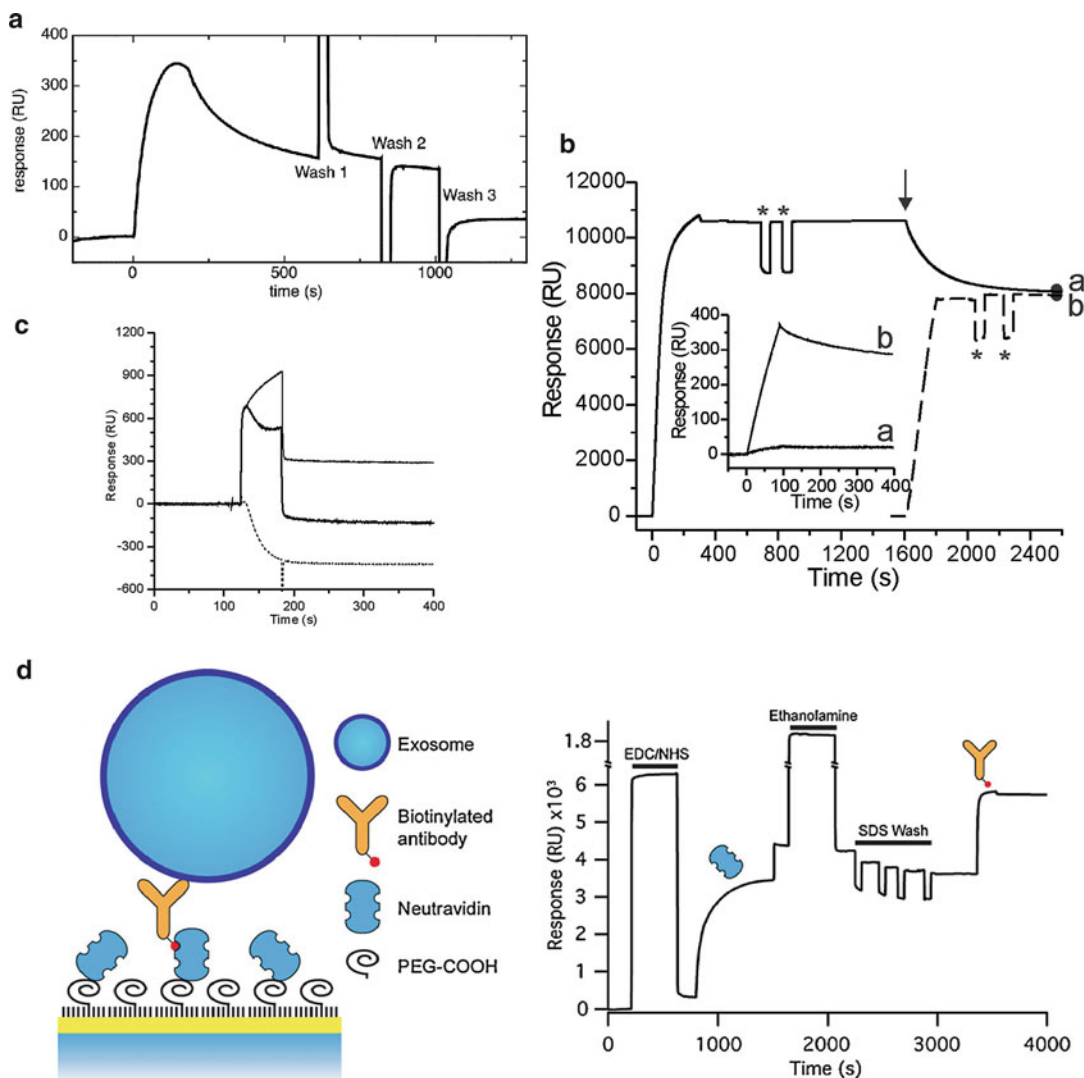 a
400
300
200
100
0
response (RU)
Wash 1
Wash 2
Wash 3
0
500
1000
time (s)
b
12000
10000
8000
6000
4000
2000
0
Response (RU)
* *
a
b
* *
400
300
200
100
0
Response (RU)
b
a
0 100 200 300 400
Time (s)
0 400 800 1200 1600 2000 2400
Time (s)
c
1200
900
600
300
0
-300
-600
Response (RU)
0 100 200 300 400
Time (s)
d
Exosome
Biotinylated
antibody
Neutravidin
PEG-COOH
1.8
6
5
4
3
2
1
0
Response (RU) x10³
EDC/NHS
Ethanolamine
SDS Wash
0 1000 2000 3000 4000
Time (s)